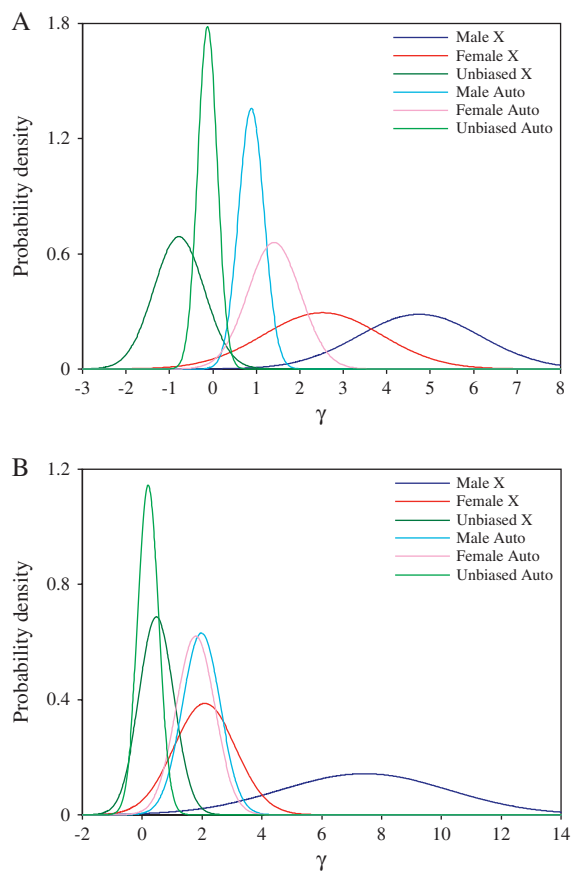 A
1.8
1.2
0.6
0
Probability density
Male X
Female X
Unbiased X
Male Auto
Female Auto
Unbiased Auto
-3 -2 -1 0 1 2 3 4 5 6 7 8
γ
B
1.2
0.8
0.4
0
Probability density
Male X
Female X
Unbiased X
Male Auto
Female Auto
Unbiased Auto
-2 0 2 4 6 8 10 12 14
γ